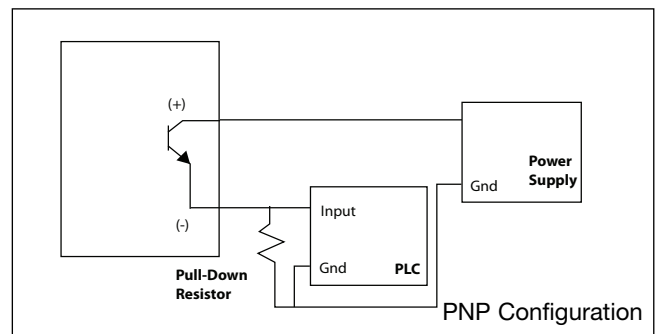 (+)
Power
Supply
Gnd
Input
(-)
Gnd
PLC
Pull-Down
Resistor
PNP Configuration